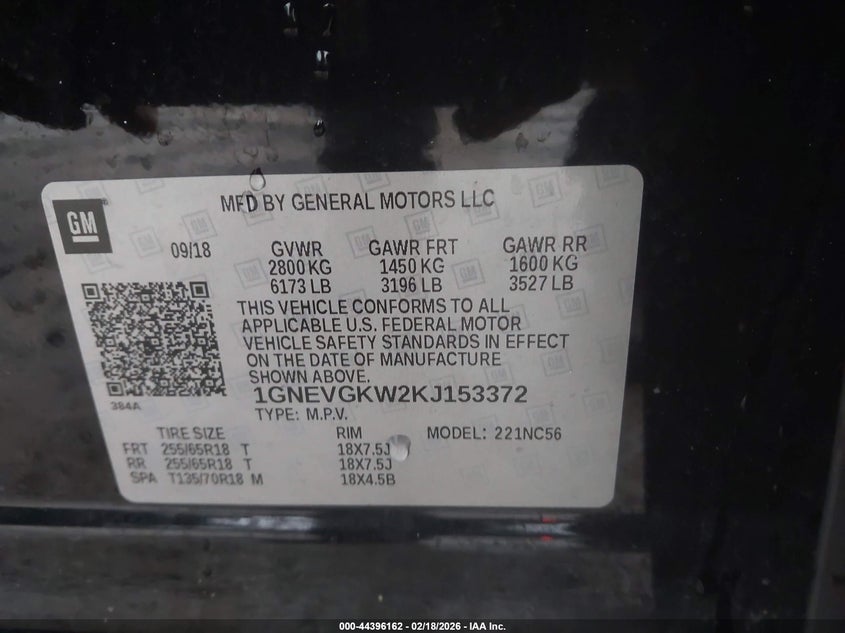 GM
MFD BY GENERAL MOTORS LLC
09/18 GVWR GAWR FRT GAWR RR
2800 KG 1450 KG 1600 KG
6173 LB 3196 LB 3527 LB
THIS VEHICLE CONFORMS TO ALL
APPLICABLE U.S. FEDERAL MOTOR
VEHICLE SAFETY STANDARDS IN EFFECT
ON THE DATE OF MANUFACTURE
SHOWN ABOVE.
384A
1GNEVGKW2KJ153372
TYPE: M.P.V.
TIRE SIZE RIM MODEL: 221NC56
FRT 255/65R18 T 18X7.5J
RR 255/65R18 T 18X7.5J
SPA T135/70R18 M 18X4.5B
000-44396162 - 02/18/2026 - IAA Inc.